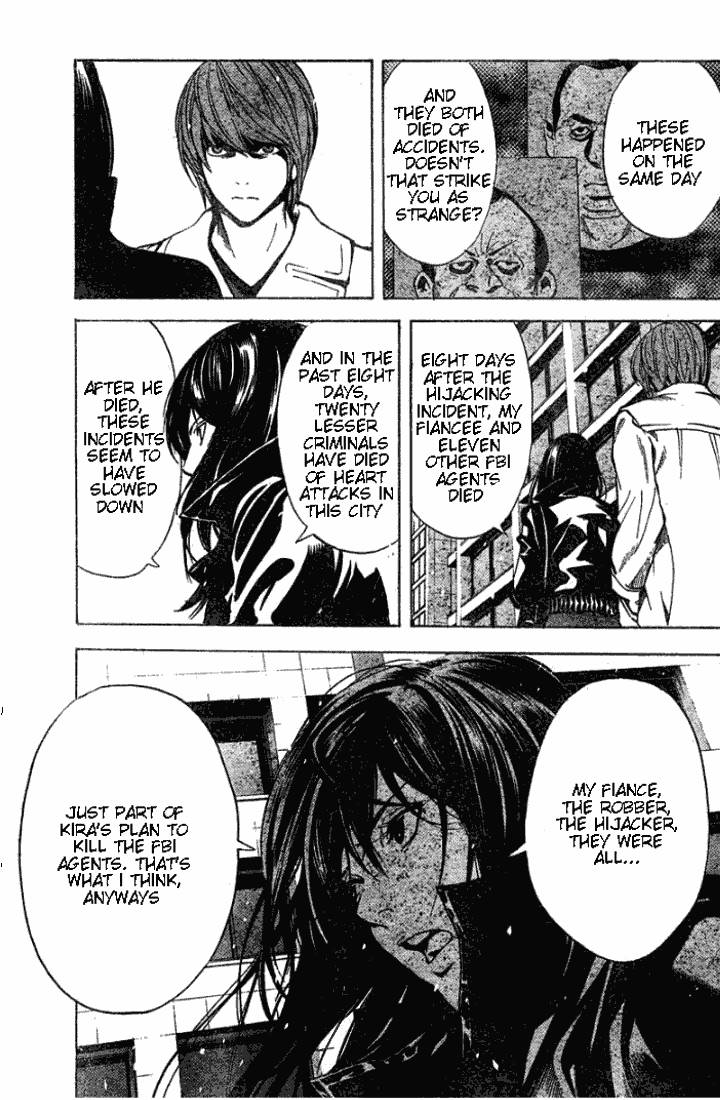 THESE
HAPPENED
ON THE
SAME DAY
AND
THEY BOTH
DIED OF
ACCIDENTS.
DOESN'T
THAT STRIKE
YOU AS
STRANGE?
EIGHT DAYS
AFTER THE
HIJACKING
INCIDENT, MY
FIANCEE AND
ELEVEN
OTHER FBI
AGENTS
DIED
AND IN THE
PAST EIGHT
DAYS,
TWENTY
LESSER
CRIMINALS
HAVE DIED
OF HEART
ATTACKS IN
THIS CITY
AFTER HE
DIED,
THESE
INCIDENTS
SEEM TO
HAVE
SLOWED
DOWN
MY FIANCE,
THE ROBBER,
THE HIJACKER,
THEY WERE
ALL...
JUST PART OF
KIRA'S PLAN TO
KILL THE FBI
AGENTS. THAT'S
WHAT I THINK,
ANYWAYS